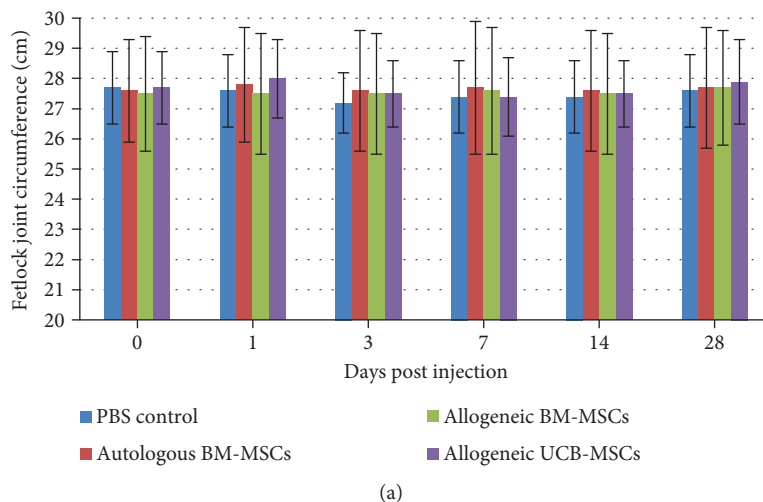 30
29
28
27
26
25
24
23
22
21
20
Fetlock joint circumference (cm)
0 1 3 7 14 28
Days post injection
PBS control Allogeneic BM-MSCs
Autologous BM-MSCs Allogeneic UCB-MSCs
(a)